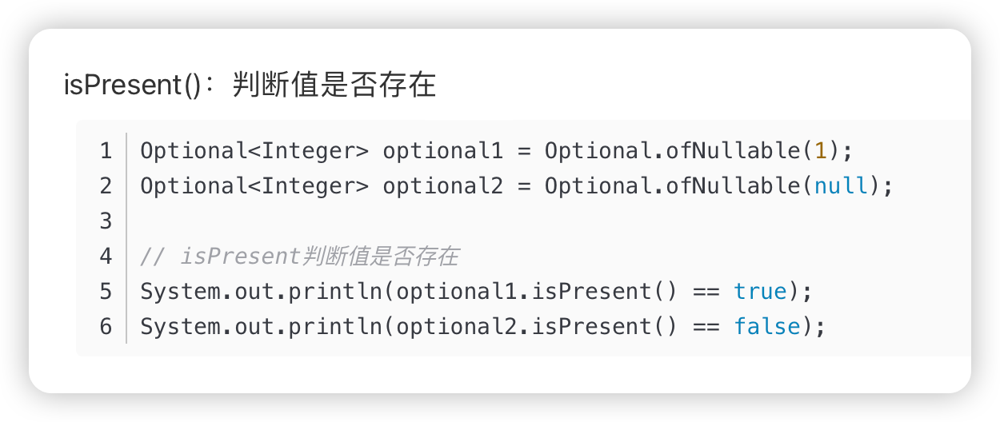 isPresent()：判断值是否存在
1 Optional<Integer> optional1 = Optional.ofNullable(1);
2 Optional<Integer> optional2 = Optional.ofNullable(null);
3
4 // isPresent判断值是否存在
5 System.out.println(optional1.isPresent() == true);
6 System.out.println(optional2.isPresent() == false);